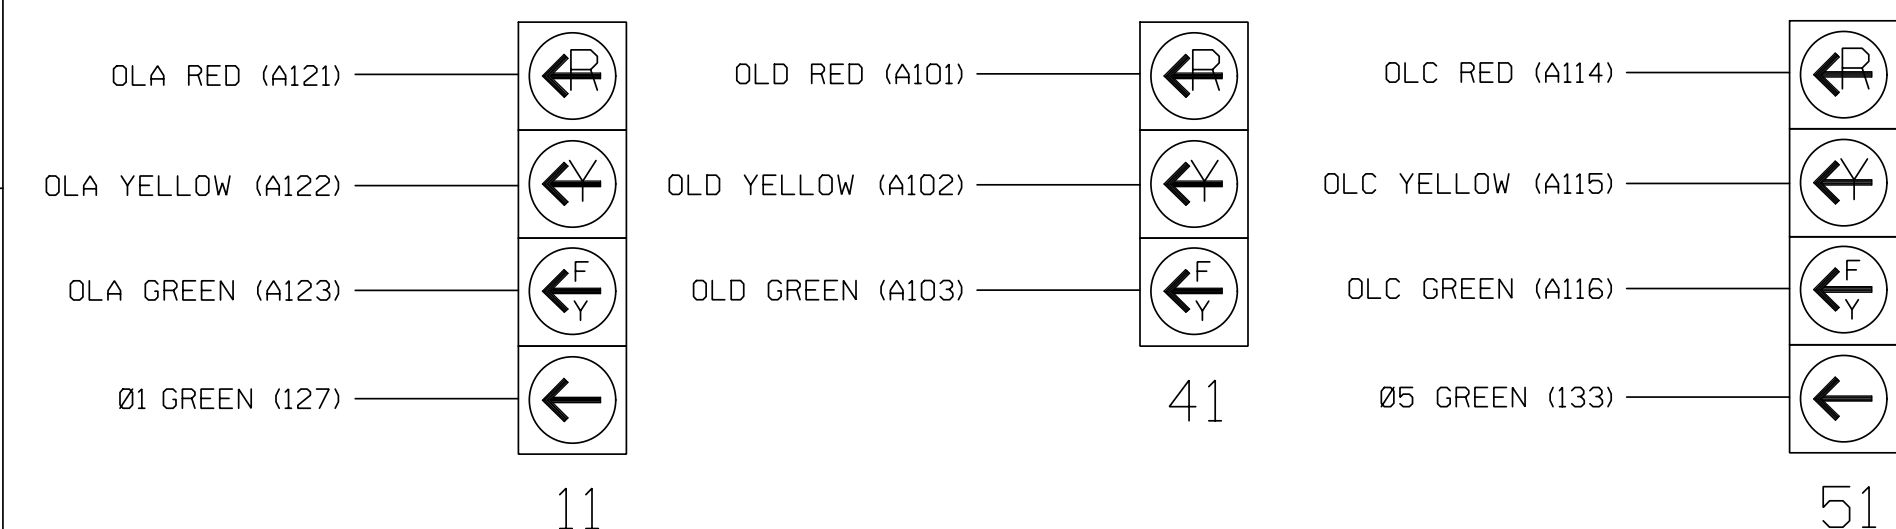 OLA RED (A121)
R
OLA YELLOW (A122)
Y
OLA GREEN (A123)
F
Y
Ø1 GREEN (127)
11
OLD RED (A101)
R
OLD YELLOW (A102)
Y
OLD GREEN (A103)
F
Y
41
OLC RED (A114)
R
OLC YELLOW (A115)
Y
OLC GREEN (A116)
F
Y
Ø5 GREEN (133)
51